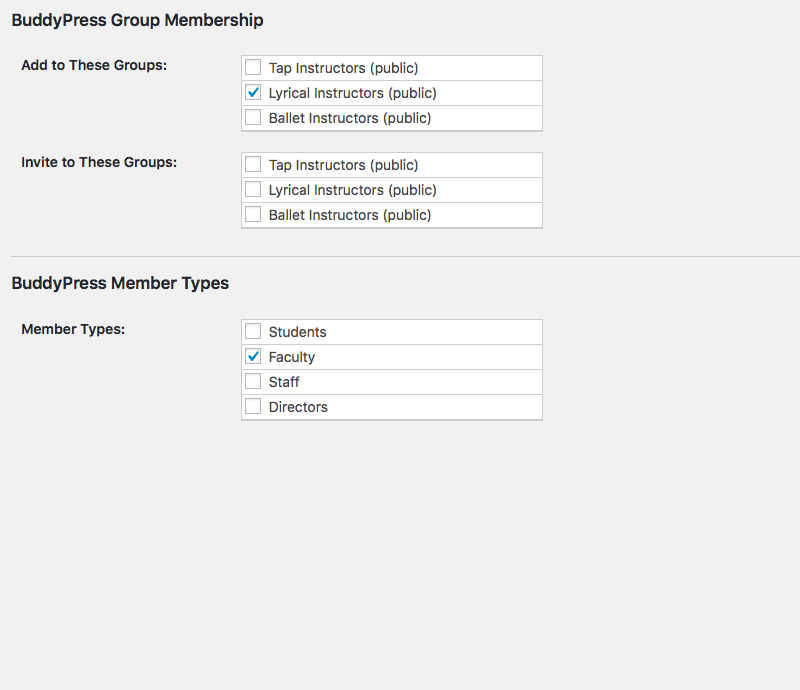 BuddyPress Group Membership
Add to These Groups:
Tap Instructors (public)
Lyrical Instructors (public)
Ballet Instructors (public)
Invite to These Groups:
Tap Instructors (public)
Lyrical Instructors (public)
Ballet Instructors (public)
BuddyPress Member Types
Member Types:
Students
Faculty
Staff
Directors